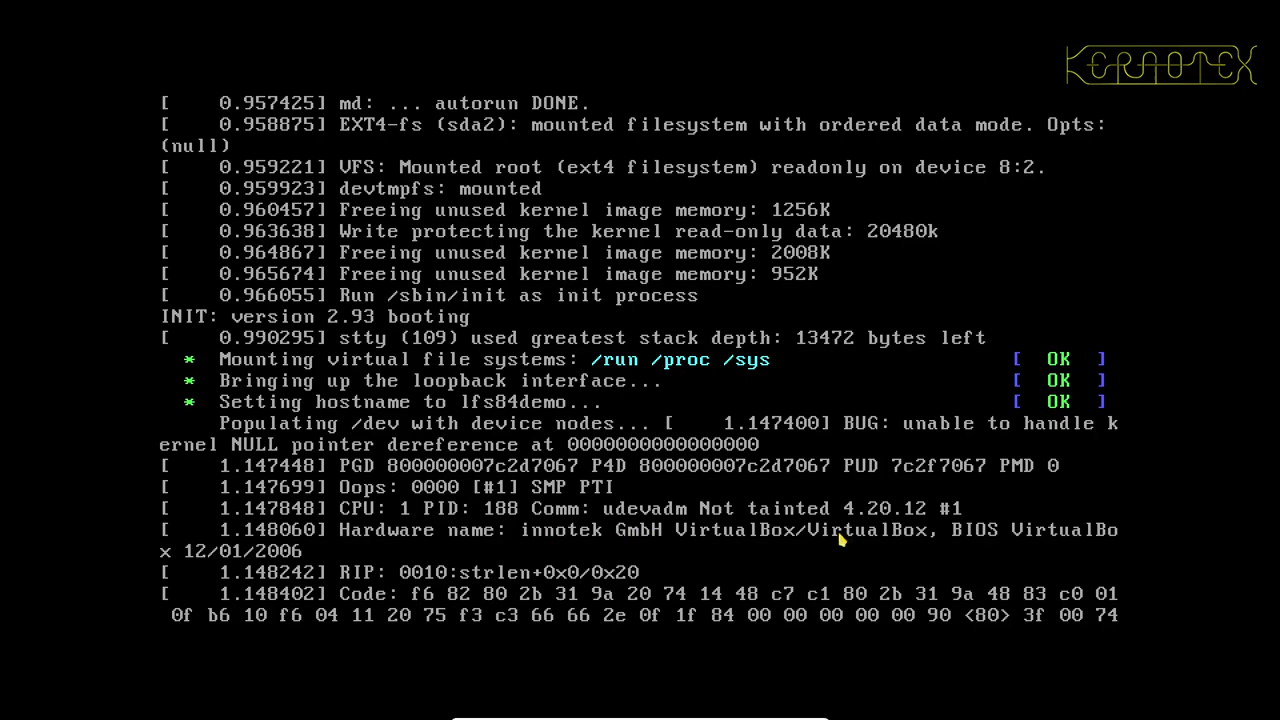 KERNOTEX
[    0.957425] md: ... autorun DONE.
[    0.958875] EXT4-fs (sda2): mounted filesystem with ordered data mode. Opts:
(null)
[    0.959221] VFS: Mounted root (ext4 filesystem) readonly on device 8:2.
[    0.959923] devtmpfs: mounted
[    0.960457] Freeing unused kernel image memory: 1256K
[    0.963638] Write protecting the kernel read-only data: 20480k
[    0.964867] Freeing unused kernel image memory: 2008K
[    0.965674] Freeing unused kernel image memory: 952K
[    0.966055] Run /sbin/init as init process
INIT: version 2.93 booting
[    0.990295] stty (109) used greatest stack depth: 13472 bytes left
  *  Mounting virtual file systems: /run /proc /sys                    [  OK  ]
  *  Bringing up the loopback interface...                             [  OK  ]
  *  Setting hostname to lfs84demo...                                  [  OK  ]
     Populating /dev with device nodes... [    1.147400] BUG: unable to handle k
ernel NULL pointer dereference at 0000000000000000
[    1.147448] PGD 800000007c2d7067 P4D 800000007c2d7067 PUD 7c2f7067 PMD 0
[    1.147699] Oops: 0000 [#1] SMP PTI
[    1.147848] CPU: 1 PID: 188 Comm: udevadm Not tainted 4.20.12 #1
[    1.148060] Hardware name: innotek GmbH VirtualBox/VirtualBox, BIOS VirtualBo
x 12/01/2006
[    1.148242] RIP: 0010:strlen+0x0/0x20
[    1.148402] Code: f6 82 80 2b 31 9a 20 74 14 48 c7 c1 80 2b 31 9a 48 83 c0 01
 0f b6 10 f6 04 11 20 75 f3 c3 66 66 2e 0f 1f 84 00 00 00 00 00 90 <80> 3f 00 74